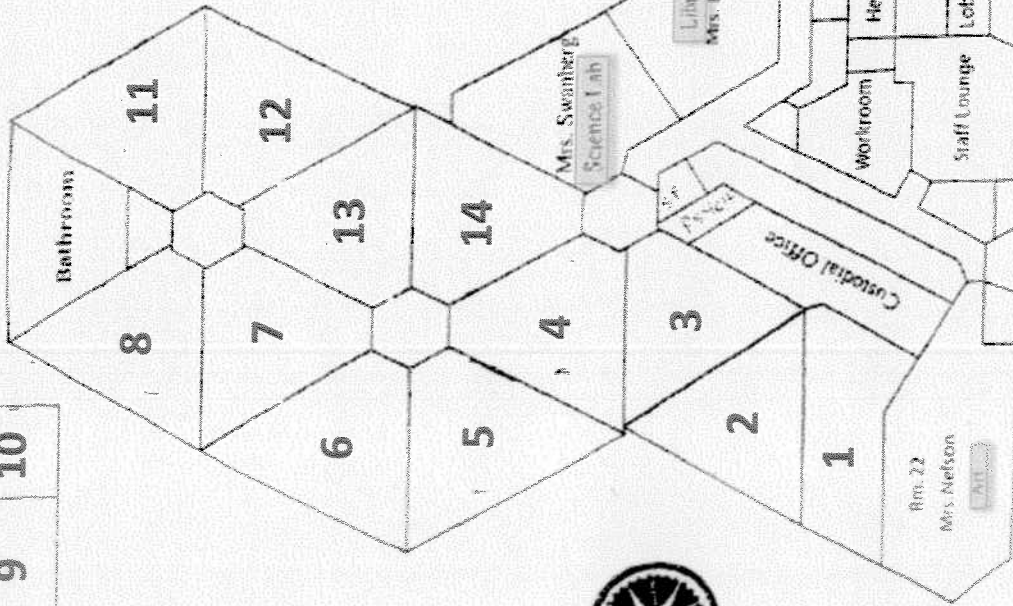 11
12
Bathroom
13
14
8
7
6
5
4
3
2
1
10
9
Mrs. Swanberg
Science Lab
Mrs.
Workroom
Staff Lounge
Custodial Office
Rm. 22
Mrs. Nelson
Art